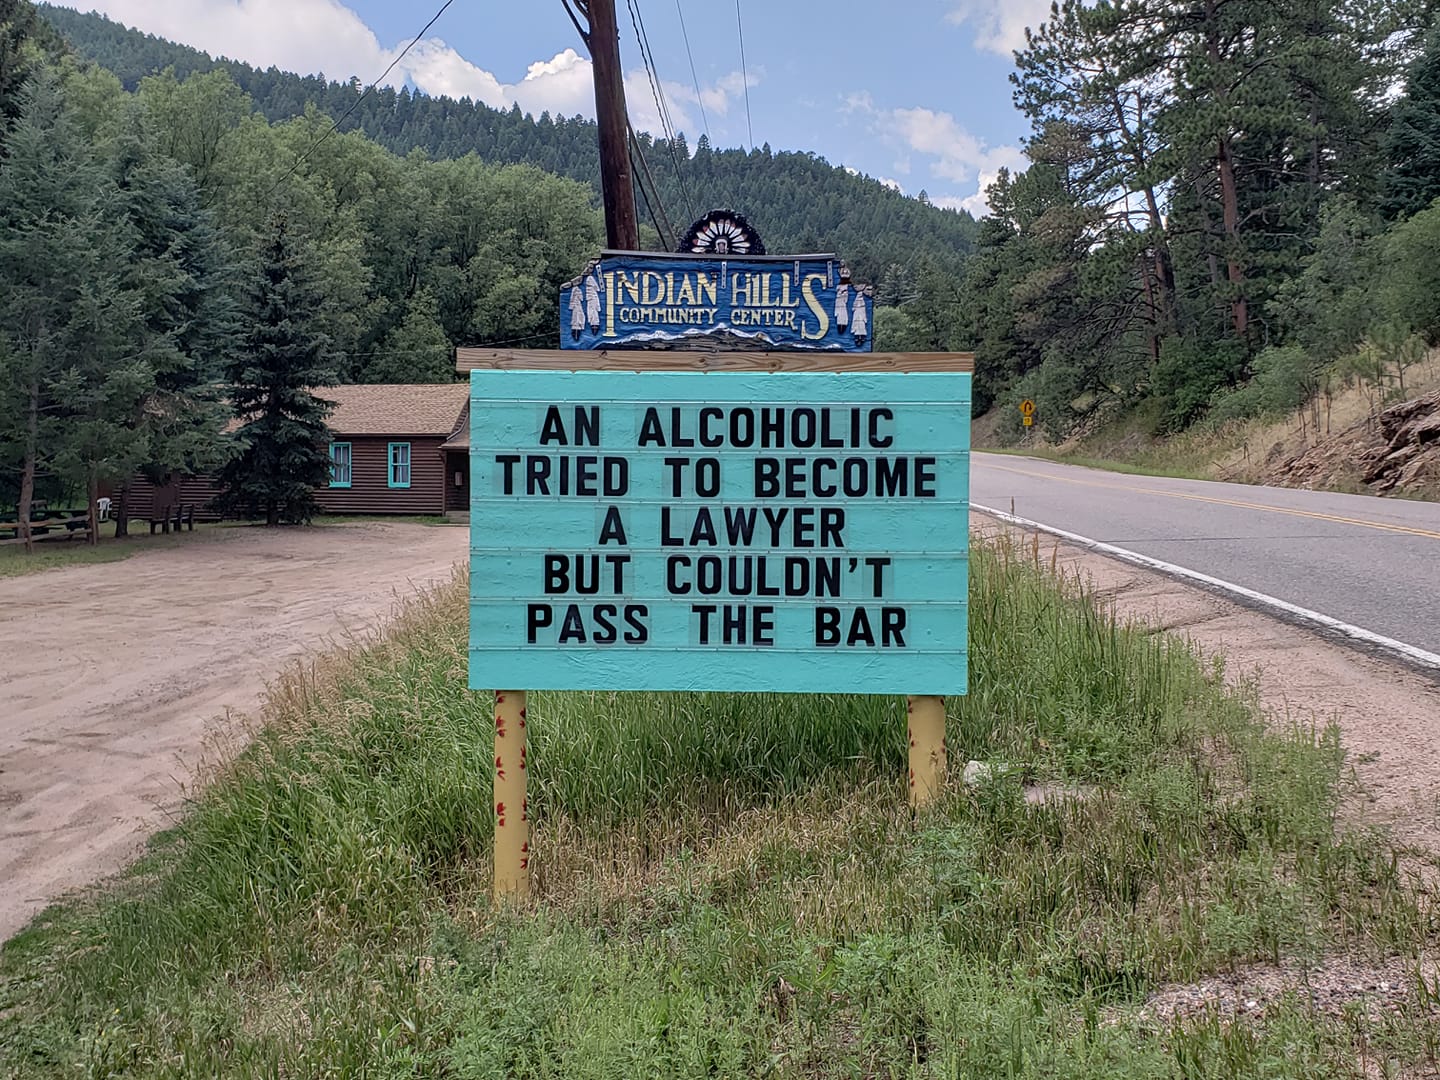 INDIAN HILLS
COMMUNITY CENTER
AN ALCOHOLIC
TRIED TO BECOME
A LAWYER
BUT COULDN'T
PASS THE BAR